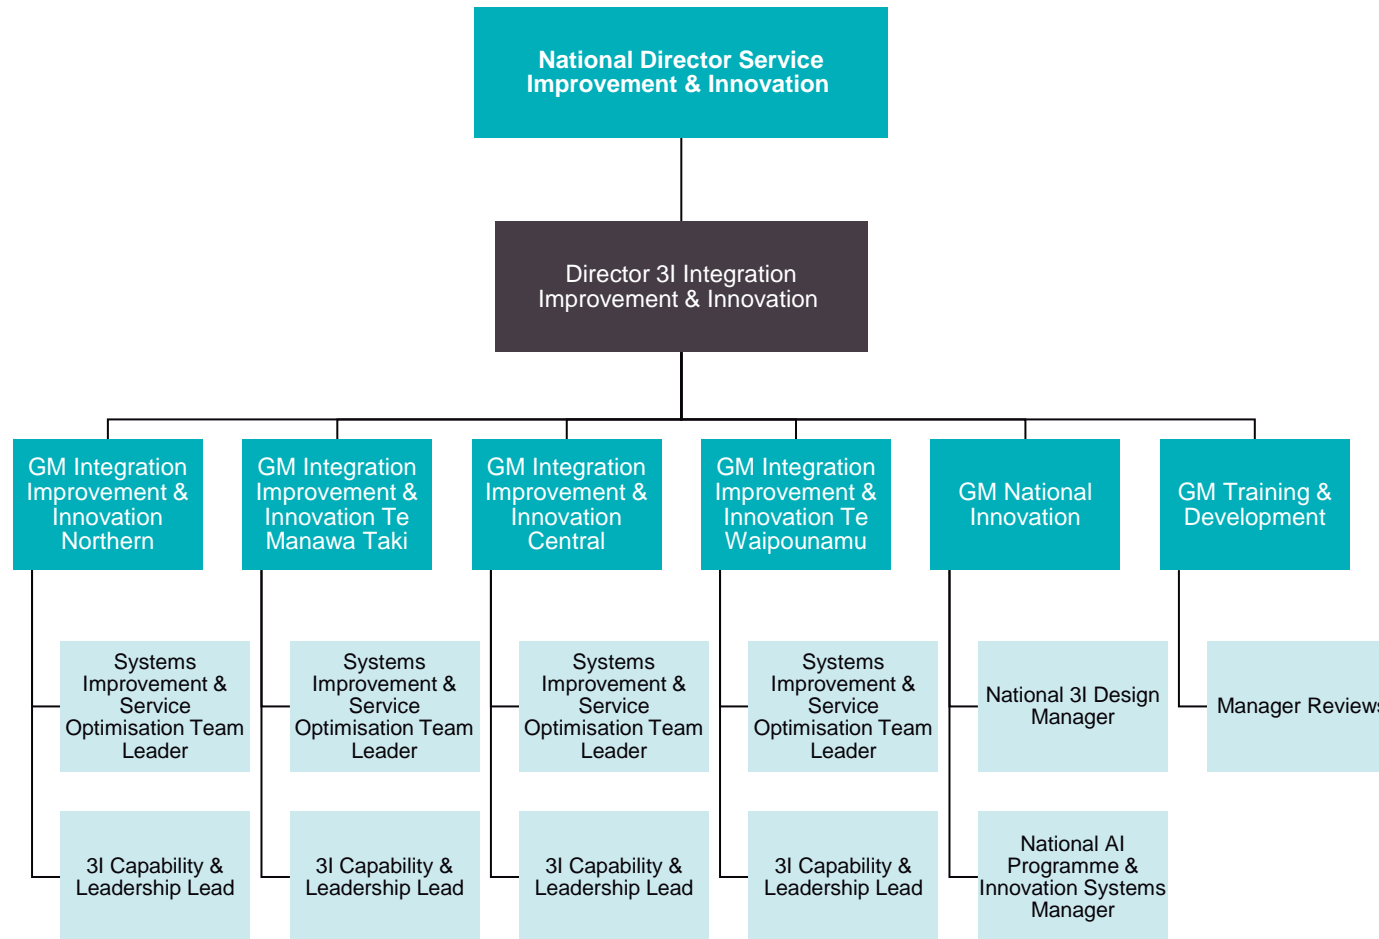 National Director Service
Improvement & Innovation
Director 3I Integration
Improvement & Innovation
GM Integration
Improvement &
Innovation
Northern
GM Integration
Improvement &
Innovation Te
Manawa Taki
GM Integration
Improvement &
Innovation
Central
GM Integration
Improvement &
Innovation Te
Waipounamu
GM National
Innovation
GM Training &
Development
Systems
Improvement &
Service
Optimisation Team
Leader
Systems
Improvement &
Service
Optimisation Team
Leader
Systems
Improvement &
Service
Optimisation Team
Leader
Systems
Improvement &
Service
Optimisation Team
Leader
National 3I Design
Manager
Manager Reviews
3I Capability &
Leadership Lead
3I Capability &
Leadership Lead
3I Capability &
Leadership Lead
3I Capability &
Leadership Lead
National AI
Programme &
Innovation Systems
Manager